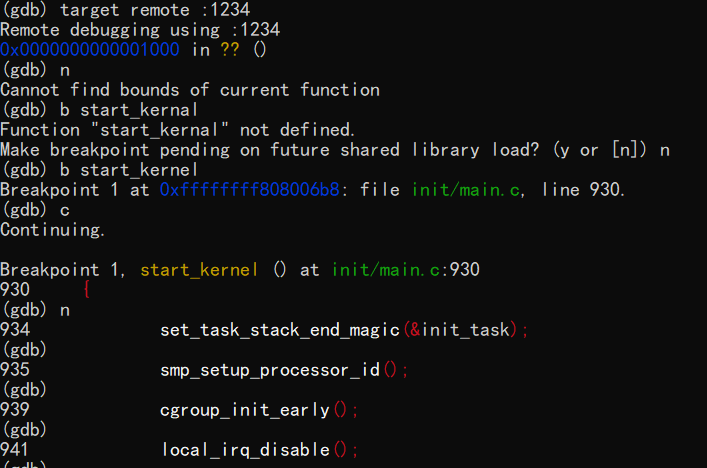 (gdb) target remote :1234
Remote debugging using :1234
0x0000000000001000 in ?? ()
(gdb) n
Cannot find bounds of current function
(gdb) b start_kernal
Function "start_kernal" not defined.
Make breakpoint pending on future shared library load? (y or [n]) n
(gdb) b start_kernel
Breakpoint 1 at 0xffffffff808006b8: file init/main.c, line 930.
(gdb) c
Continuing.
Breakpoint 1, start_kernel () at init/main.c:930
930 {
(gdb) n
934 set_task_stack_end_magic(&init_task);
(gdb)
935 smp_setup_processor_id();
(gdb)
939 cgroup_init_early();
(gdb)
941 local_irq_disable();
(gdb)